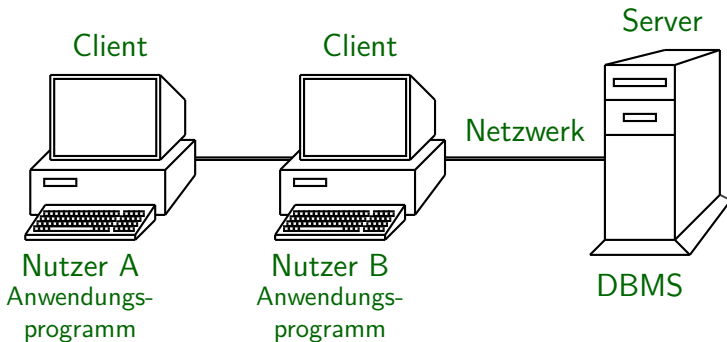 Client
Client
Server
Netzwerk
Nutzer A
Anwendungs-
programm
Nutzer B
Anwendungs-
programm
DBMS